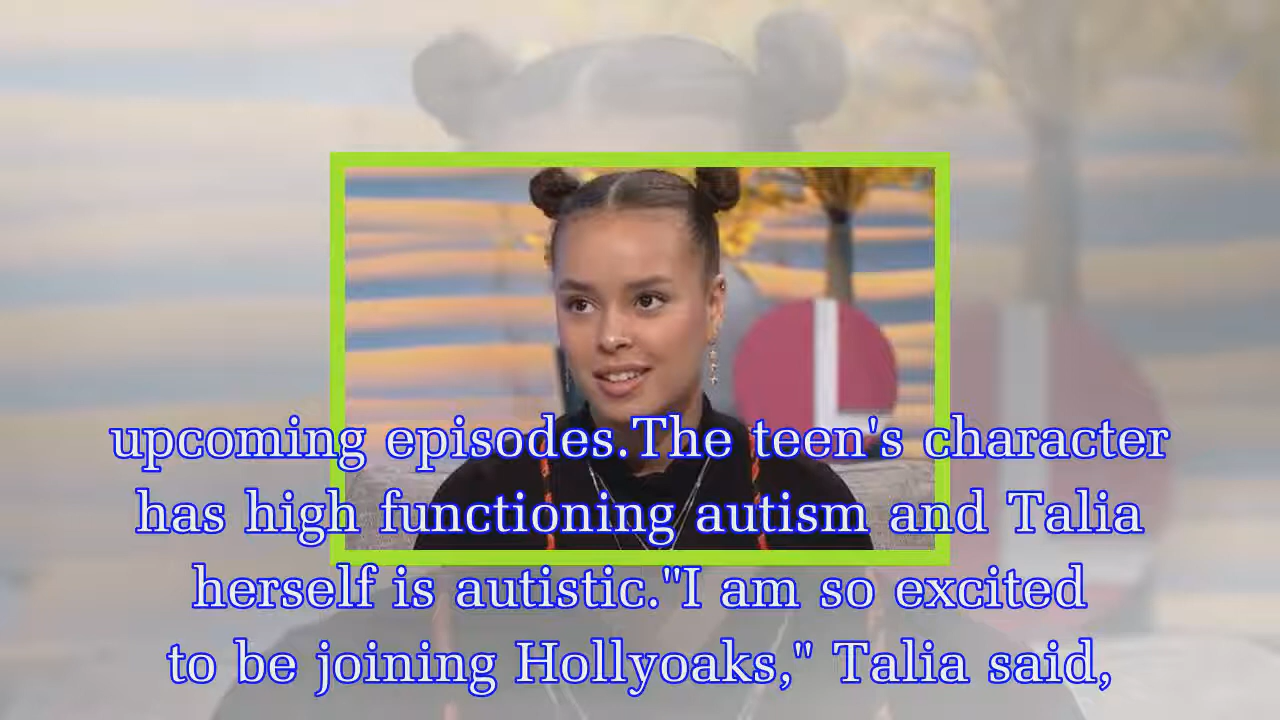 upcoming episodes.The teen's character
has high functioning autism and Talia
herself is autistic."I am so excited
to be joining Hollyoaks," Talia said,